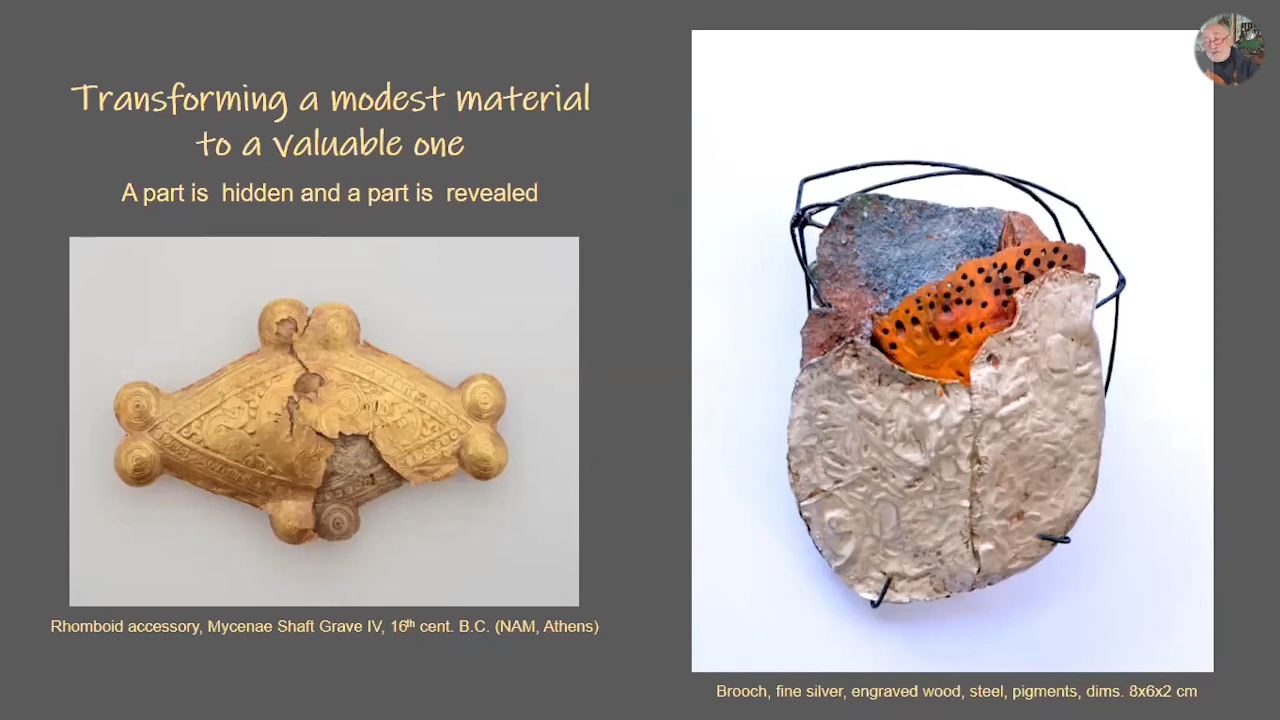 Transforming a modest material
to a valuable one
A part is hidden and a part is revealed
Rhomboid accessory, Mycenae Shaft Grave IV, 16th cent. B.C. (NAM, Athens)
Brooch, fine silver, engraved wood, steel, pigments, dims. 8x6x2 cm